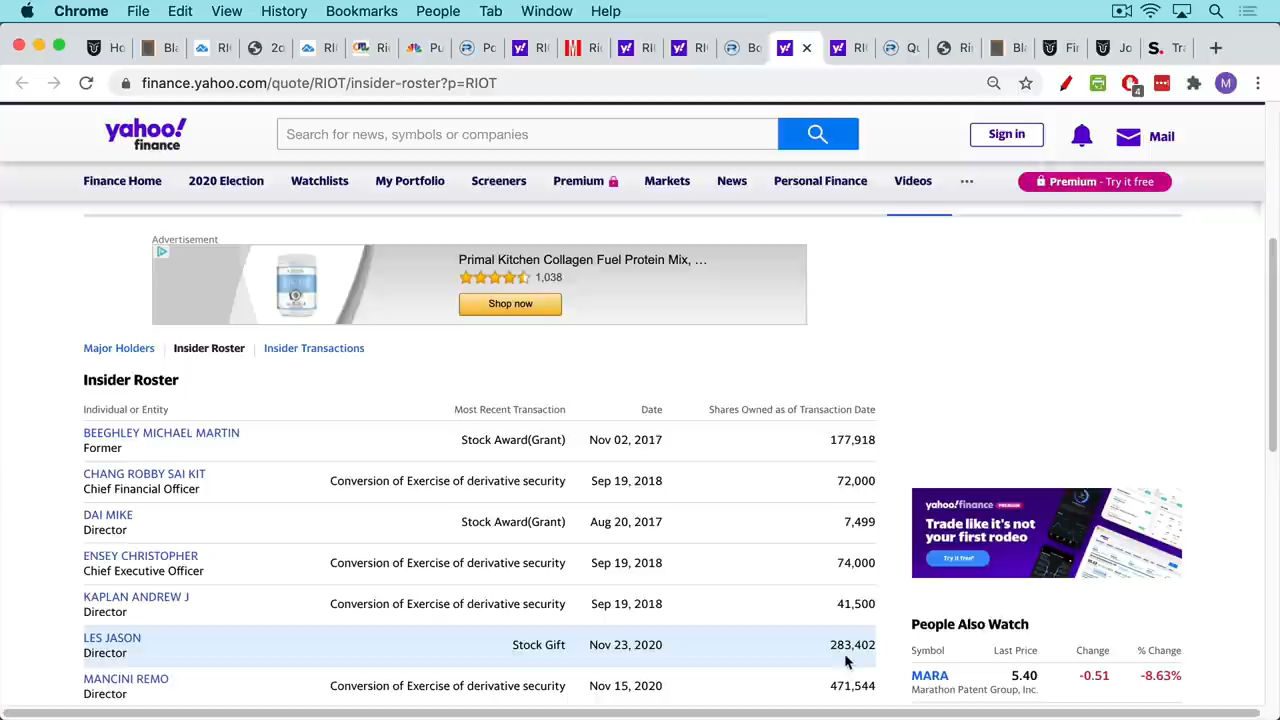 Chrome File Edit View History Bookmarks People Tab Window Help
finance.yahoo.com/quote/RIOT/insider-roster?p=RIOT
4
M
yahoo!
finance
Search for news, symbols or companies
Sign in
Mail
Finance Home 2020 Election Watchlists My Portfolio Screeners Premium Markets News Personal Finance Videos ••• Premium - Try it free
Advertisement
Primal Kitchen Collagen Fuel Protein Mix, ...
1,038
Shop now
Major Holders Insider Roster Insider Transactions
Insider Roster
Individual or Entity Most Recent Transaction Date Shares Owned as of Transaction Date
BEEGHLEY MICHAEL MARTIN
Former
Stock Award(Grant) Nov 02, 2017 177,918
CHANG ROBBY SAI KIT
Chief Financial Officer
Conversion of Exercise of derivative security Sep 19, 2018 72,000
DAI MIKE
Director
Stock Award(Grant) Aug 20, 2017 7,499
ENSEY CHRISTOPHER
Chief Executive Officer
Conversion of Exercise of derivative security Sep 19, 2018 74,000
KAPLAN ANDREW J
Director
Conversion of Exercise of derivative security Sep 19, 2018 41,500
LES JASON
Director
Stock Gift Nov 23, 2020 283,402
MANCINI REMO
Director
Conversion of Exercise of derivative security Nov 15, 2020 471,544
yahoo!finance PREMIUM
Trade like it's not
your first rodeo
Try it free*
People Also Watch
Symbol Last Price Change % Change
MARA 5.40 -0.51 -8.63%
Marathon Patent Group, Inc.